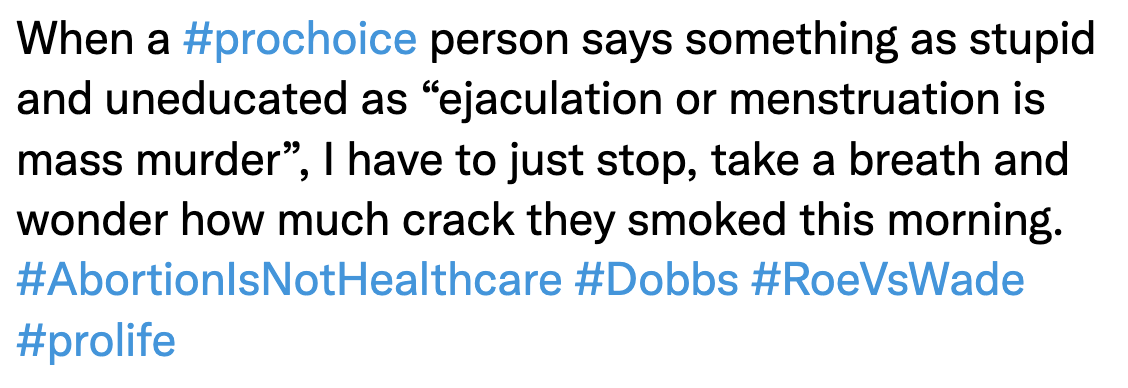 When a #prochoice person says something as stupid
and uneducated as “ejaculation or menstruation is
mass murder”, I have to just stop, take a breath and
wonder how much crack they smoked this morning.
#AbortionIsNotHealthcare #Dobbs #RoeVsWade
#prolife